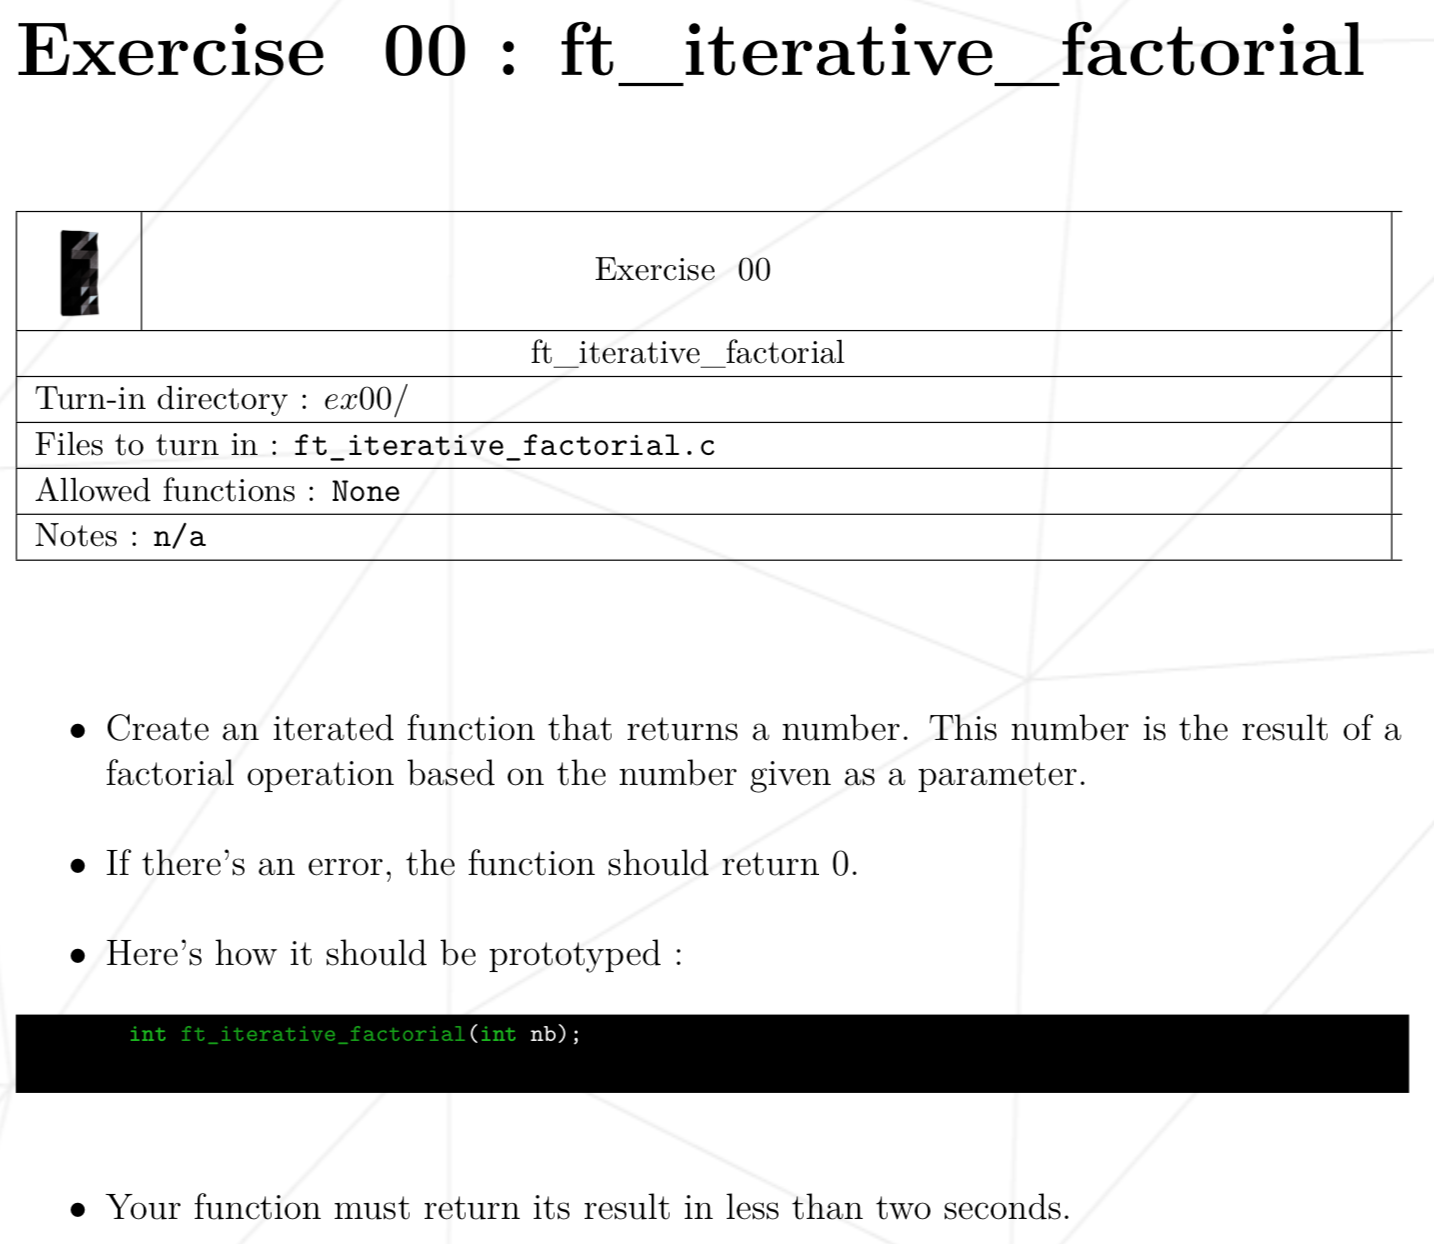 Exercise 00 : ft_iterative_factorial
Exercise 00
ft_iterative_factorial
Turn-in directory : ex00/
Files to turn in : ft_iterative_factorial.c
Allowed functions : None
Notes : n/a
• Create an iterated function that returns a number. This number is the result of a
factorial operation based on the number given as a parameter.
• If there's an error, the function should return 0.
• Here's how it should be prototyped :
int ft_iterative_factorial(int nb);
• Your function must return its result in less than two seconds.